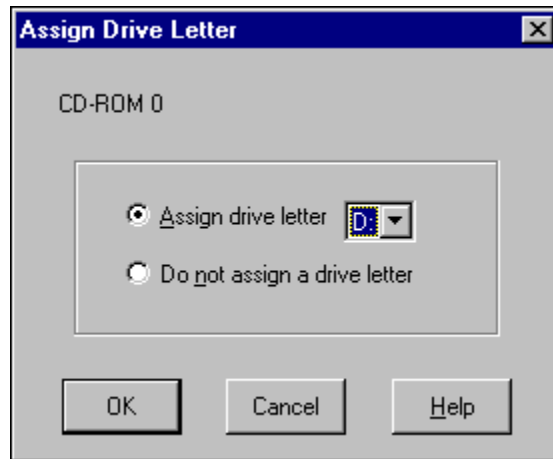 Assign Drive Letter
CD-ROM 0
Assign drive letter D:
Do not assign a drive letter
OK Cancel Help